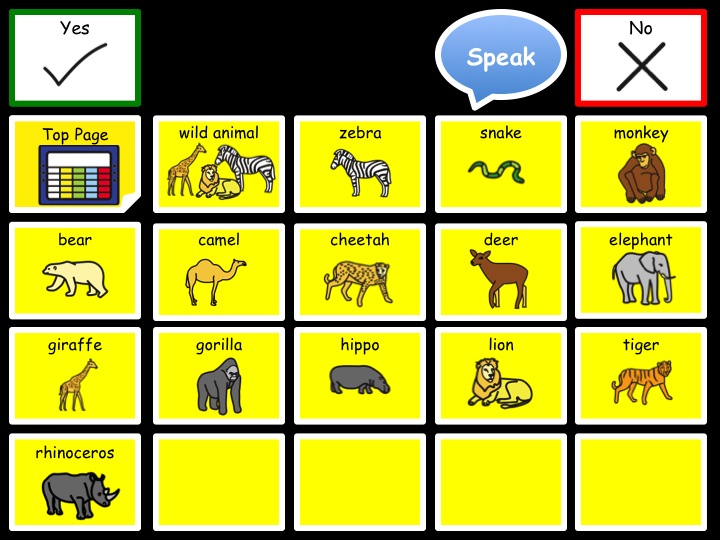 Yes
Speak
No
Top Page
wild animal
zebra
snake
monkey
bear
camel
cheetah
deer
elephant
giraffe
gorilla
hippo
lion
tiger
rhinoceros